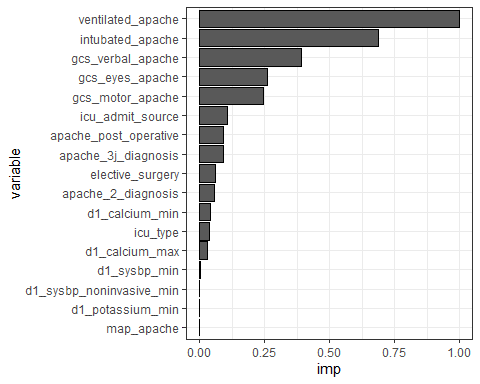 ventilated_apache
intubated_apache
gcs_verbal_apache
gcs_eyes_apache
gcs_motor_apache
icu_admit_source
apache_post_operative
apache_3j_diagnosis
elective_surgery
apache_2_diagnosis
d1_calcium_min
icu_type
d1_calcium_max
d1_sysbp_min
d1_sysbp_noninvasive_min
d1_potassium_min
map_apache
variable
0.00 0.25 0.50 0.75 1.00
imp